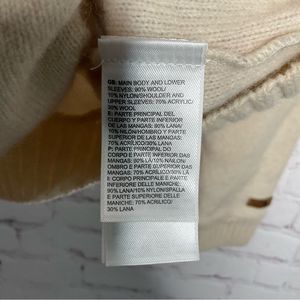 GB: MAIN BODY AND LOWER
SLEEVES: 90% WOOL/
10% NYLON/SHOULDER AND
UPPER SLEEVES: 70% ACRYLIC/
30% WOOL
E: PARTE PRINCIPAL DEL
CUERPO Y PARTE INFERIOR
DE LAS MANGAS: 90% LANA/
10% NILON/HOMBRO Y PARTE
SUPERIOR DE LAS MANGAS:
70% ACRÍLICO/30% LANA
P: PARTE PRINCIPAL DO
CORPO E PARTE INFERIOR DAS
MANGAS: 90% LÃ/10% NÁILON/
OMBRO E PARTE SUPERIOR DAS
MANGAS: 70% ACRÍLICO/30% LÃ
I: CORPO PRINCIPALE E PARTE
INFERIORE DELLE MANICHE:
90% LANA/10% NYLON/SPALLA
E PARTE SUPERIORE DELLE
MANICHE: 70% ACRILICO/
30% LANA